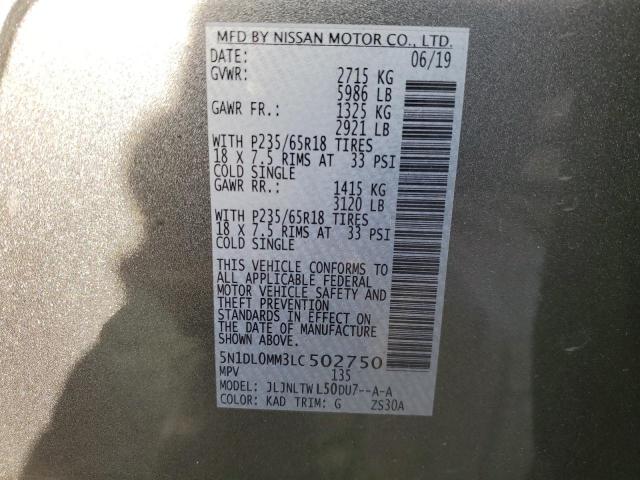 MFD BY NISSAN MOTOR CO., LTD.
DATE: 06/19
GVWR: 2715 KG
5986 LB
GAWR FR.: 1325 KG
2921 LB
WITH P235/65R18 TIRES
18 X 7.5 RIMS AT 33 PSI
COLD SINGLE
GAWR RR.: 1415 KG
3120 LB
WITH P235/65R18 TIRES
18 X 7.5 RIMS AT 33 PSI
COLD SINGLE
THIS VEHICLE CONFORMS TO
ALL APPLICABLE FEDERAL
MOTOR VEHICLE SAFETY AND
THEFT PREVENTION
STANDARDS IN EFFECT ON
THE DATE OF MANUFACTURE
SHOWN ABOVE.
5N1DL0MM3LC502750
MPV 135
MODEL: JLJNLTWL50DU7--A-A
COLOR: KAD TRIM: G ZS30A